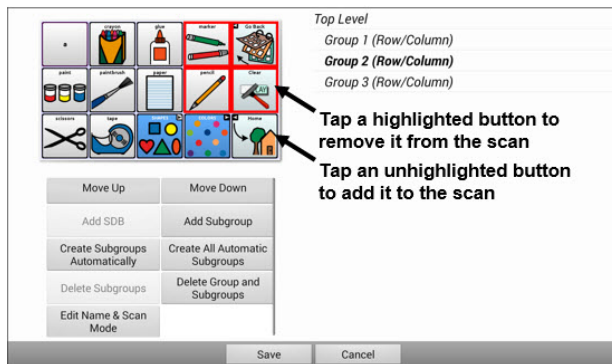 crayon glue marker Go Back
a
paint paintbrush paper pencil Clear
scissors tape SHAPES COLORS Home
Top Level
Group 1 (Row/Column)
Group 2 (Row/Column)
Group 3 (Row/Column)
Tap a highlighted button to
remove it from the scan
Tap an unhighlighted button
to add it to the scan
Move Up Move Down
Add SDB Add Subgroup
Create Subgroups
Automatically
Create All Automatic
Subgroups
Delete Subgroups
Delete Group and
Subgroups
Edit Name & Scan
Mode
Save Cancel